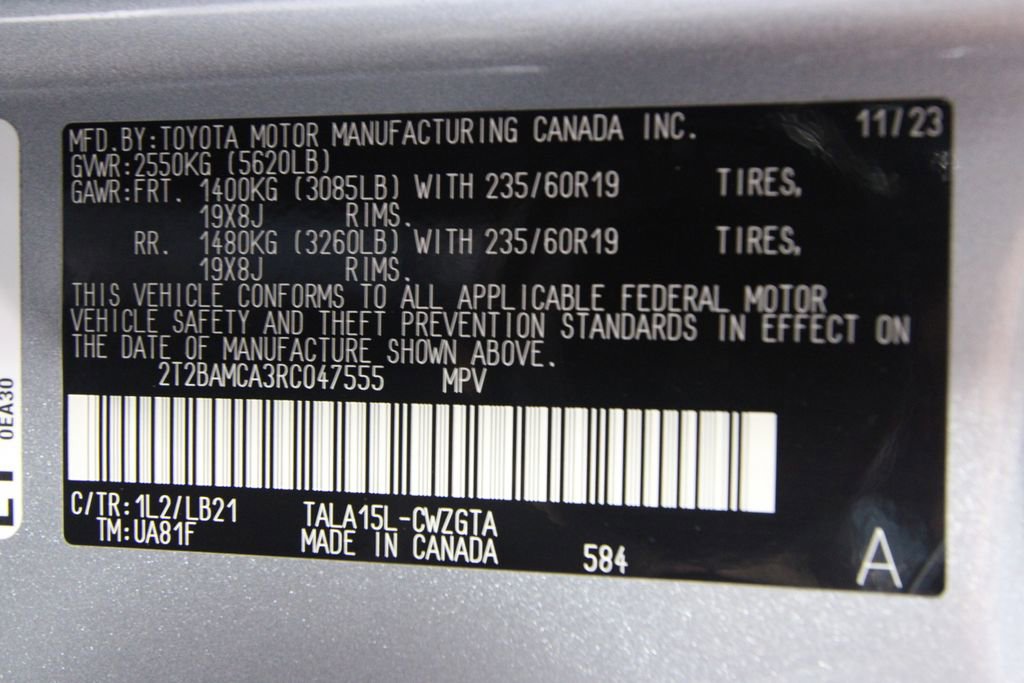 MFD.BY:TOYOTA MOTOR MANUFACTURING CANADA INC. 11/23
GVWR:2550KG (5620LB)
GAWR:FRT. 1400KG (3085LB) WITH 235/60R19 TIRES,
19X8J RIMS.
RR. 1480KG (3260LB) WITH 235/60R19 TIRES,
19X8J RIMS.
THIS VEHICLE CONFORMS TO ALL APPLICABLE FEDERAL MOTOR
VEHICLE SAFETY AND THEFT PREVENTION STANDARDS IN EFFECT ON
THE DATE OF MANUFACTURE SHOWN ABOVE.
2T2BAMCA3RC047555 MPV
C/TR:1L2/LB21 TALA15L-CWZGTA
TM:UA81F MADE IN CANADA 584 A
0EA30